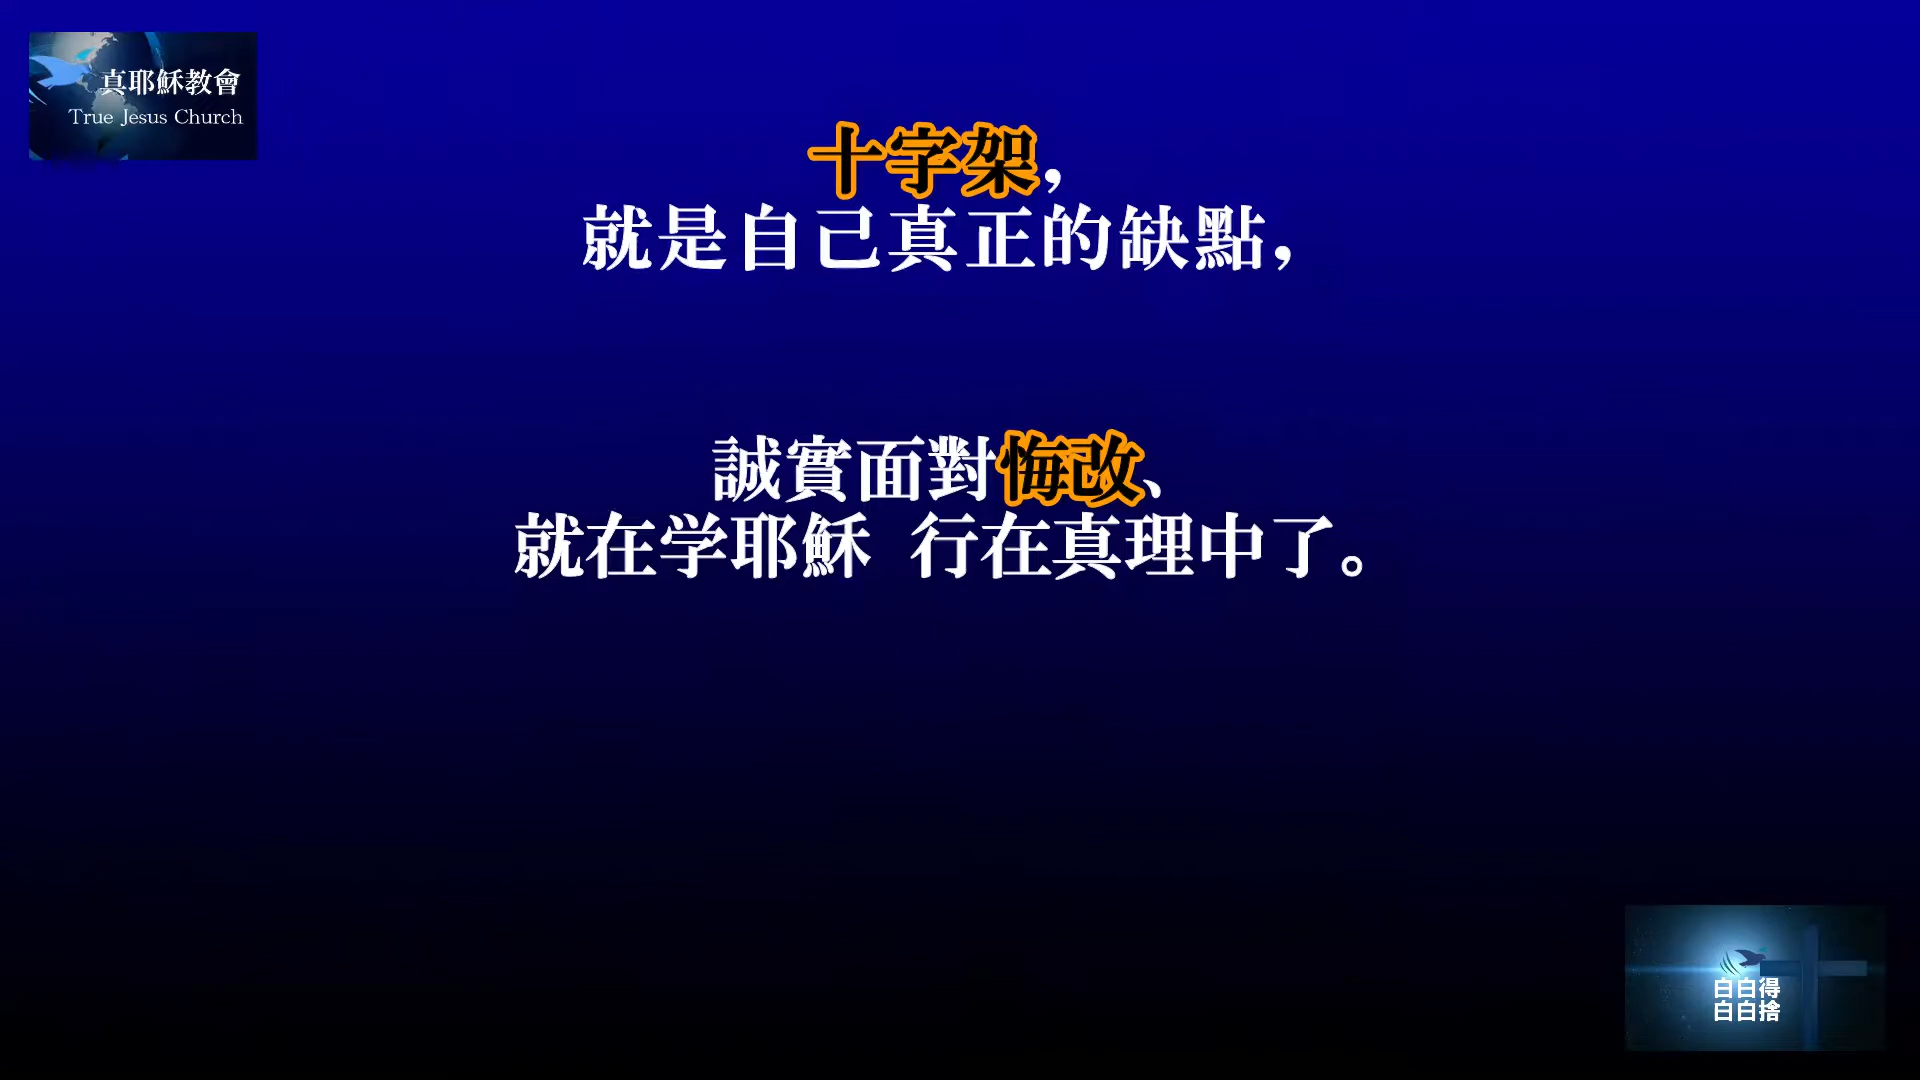 真耶穌教會
True Jesus Church
十字架，
就是自己真正的缺點，
誠實面對悔改、
就在学耶穌 行在真理中了。
白白得
白白捨